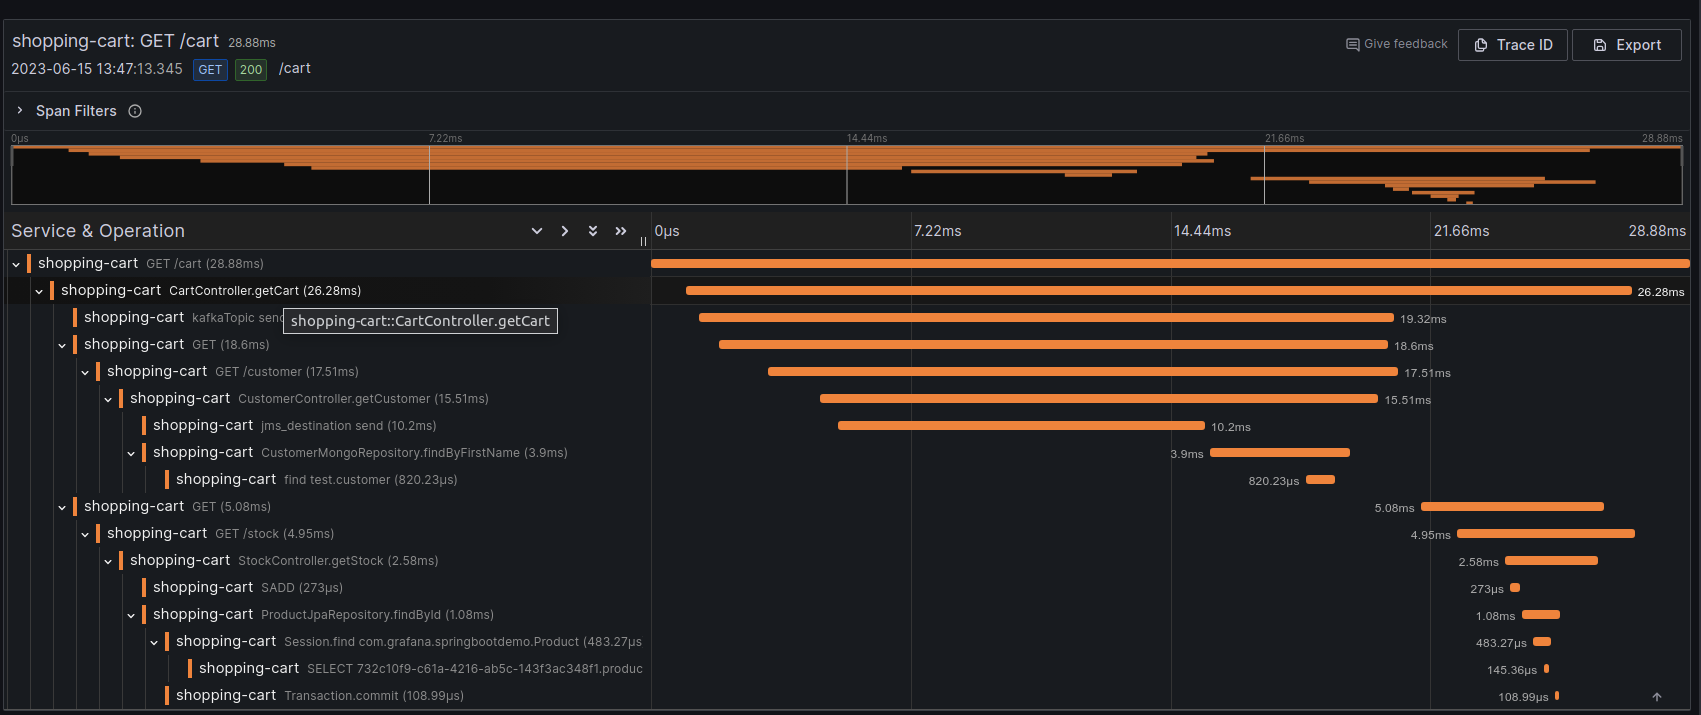 shopping-cart: GET /cart 28.88ms
Give feedback
Trace ID
Export
2023-06-15 13:47:13.345 GET 200 /cart
Span Filters
0µs 7.22ms 14.44ms 21.66ms 28.88ms
Service & Operation
0µs 7.22ms 14.44ms 21.66ms 28.88ms
shopping-cart GET /cart (28.88ms)
shopping-cart CartController.getCart (26.28ms) 26.28ms
shopping-cart kafkaTopic send 19.32ms
shopping-cart::CartController.getCart
shopping-cart GET (18.6ms) 18.6ms
shopping-cart GET /customer (17.51ms) 17.51ms
shopping-cart CustomerController.getCustomer (15.51ms) 15.51ms
shopping-cart jms_destination send (10.2ms) 10.2ms
shopping-cart CustomerMongoRepository.findByFirstName (3.9ms) 3.9ms
shopping-cart find test.customer (820.23µs) 820.23µs
shopping-cart GET (5.08ms) 5.08ms
shopping-cart GET /stock (4.95ms) 4.95ms
shopping-cart StockController.getStock (2.58ms) 2.58ms
shopping-cart SADD (273µs) 273µs
shopping-cart ProductJpaRepository.findById (1.08ms) 1.08ms
shopping-cart Session.find com.grafana.springbootdemo.Product (483.27µs 483.27µs
shopping-cart SELECT 732c10f9-c61a-4216-ab5c-143f3ac348f1.produc 145.36µs
shopping-cart Transaction.commit (108.99µs) 108.99µs